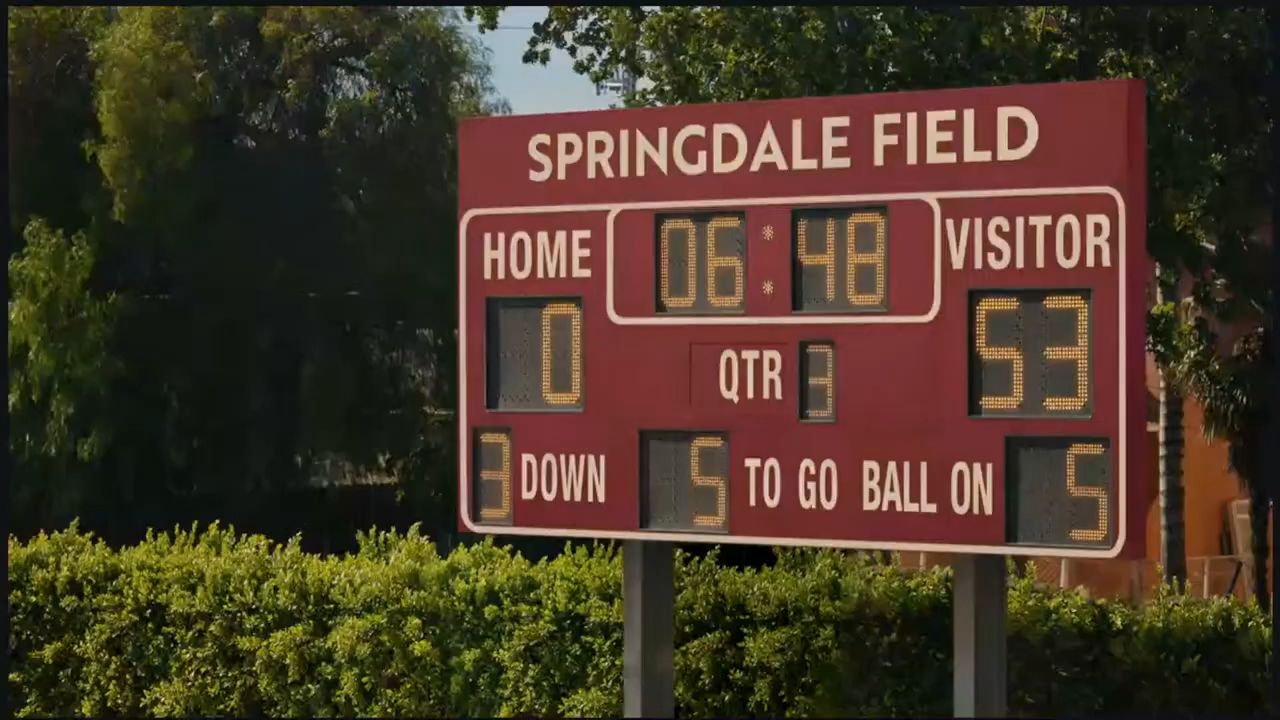 SPRINGDALE FIELD
HOME 06:48 VISITOR
0 53
QTR 3
3 DOWN 5 TO GO BALL ON 5